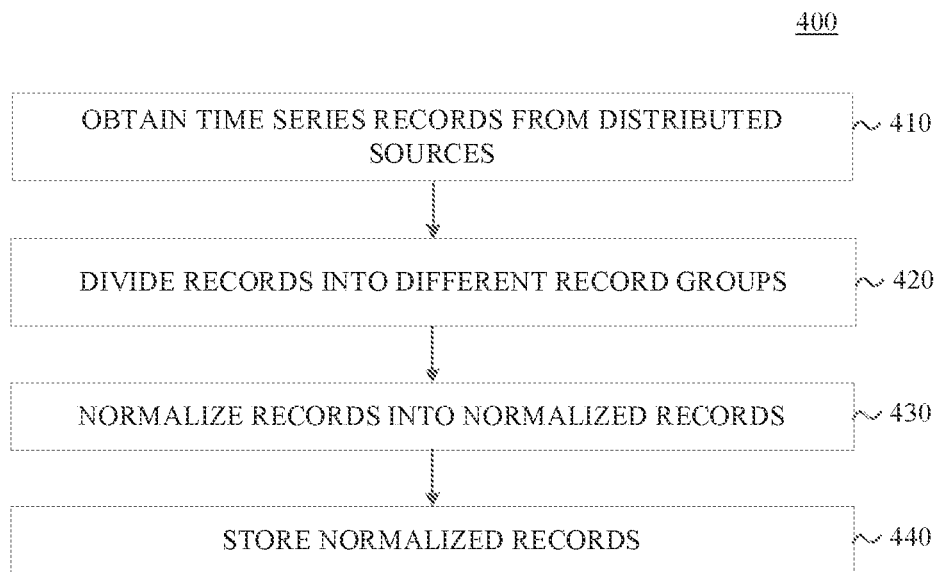 400
OBTAIN TIME SERIES RECORDS FROM DISTRIBUTED
SOURCES
410
DIVIDE RECORDS INTO DIFFERENT RECORD GROUPS
420
NORMALIZE RECORDS INTO NORMALIZED RECORDS
430
STORE NORMALIZED RECORDS
440